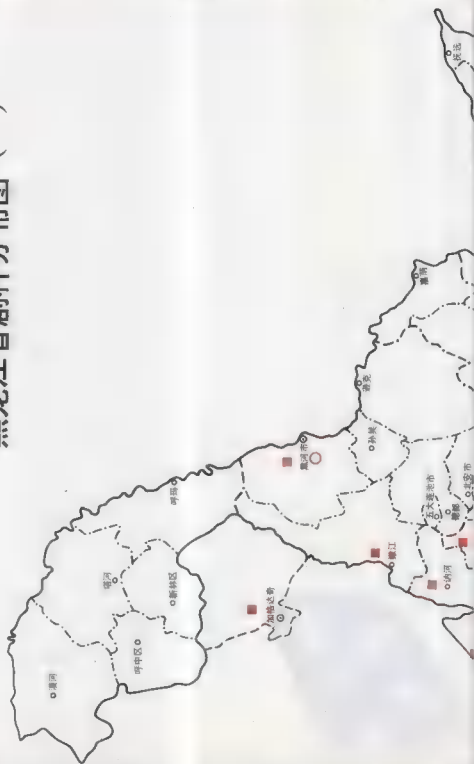 黑龙江省剧种分布图（
抚远
嘉荫
逊克
孙吴
黑河市
呼玛
五大连池市
北安市
讷河
嫩江
加格达奇
塔河
新林区
呼中区
漠河